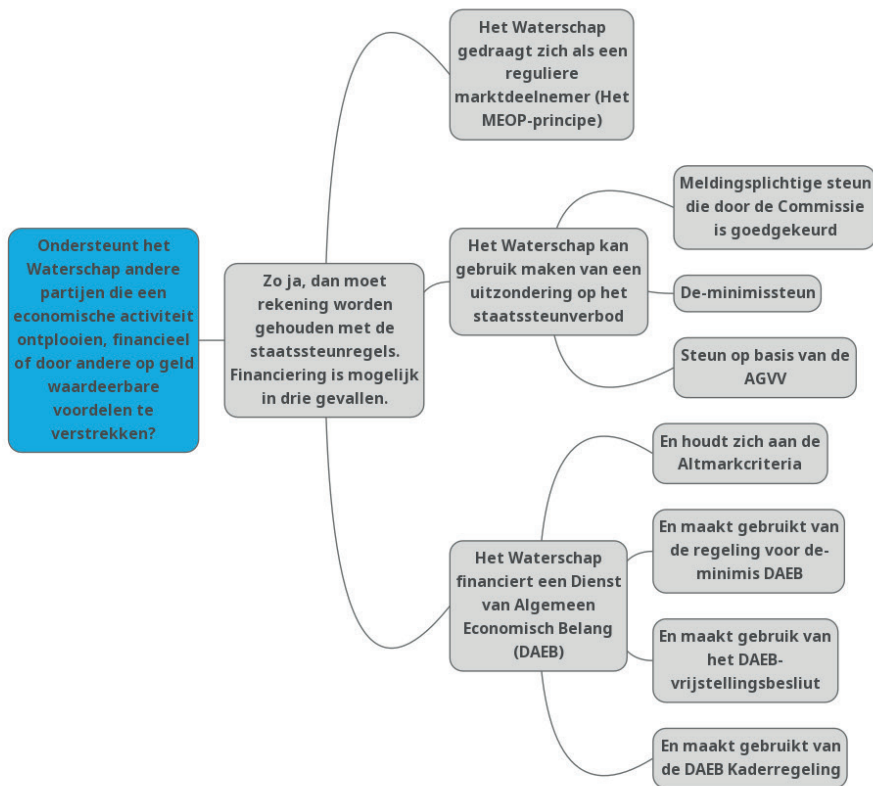 Ondersteunt het
Waterschap andere
partijen die een
economische activiteit
ontplooien, financieel
of door andere op geld
waardeerbare
voordelen te
verstrekken?
Zo ja, dan moet
rekening worden
gehouden met de
staatssteunregels.
Financiering is mogelijk
in drie gevallen.
Het Waterschap
gedraagt zich als een
reguliere
marktdeelnemer (Het
MEOP-principe)
Het Waterschap kan
gebruik maken van een
uitzondering op het
staatssteunverbod
Meldingsplichtige steun
die door de Commissie
is goedgekeurd
De-minimissteun
Steun op basis van de
AGVV
Het Waterschap
financiert een Dienst
van Algemeen
Economisch Belang
(DAEB)
En houdt zich aan de
Altmarkcriteria
En maakt gebruikt van
de regeling voor de-
minimis DAEB
En maakt gebruik van
het DAEB-
vrijstellingsbesliut
En maakt gebruikt van
de DAEB Kaderregeling